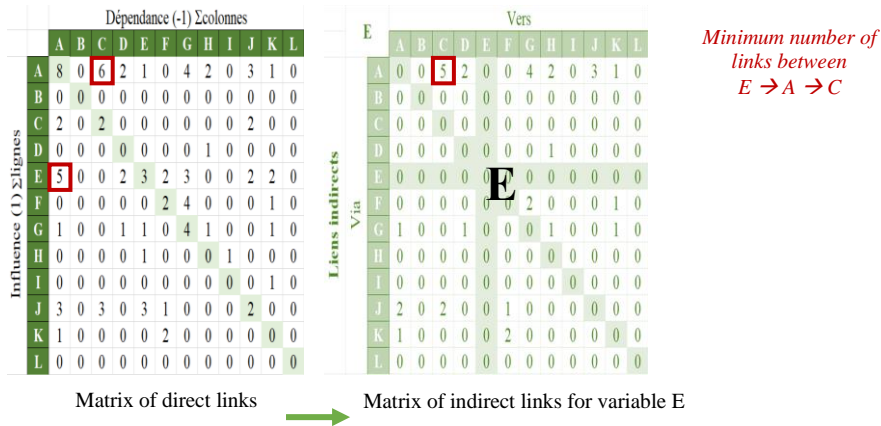 Dépendance (-1) Σcolonnes
A B C D E F G H I J K L
A 8 0 6 2 1 0 4 2 0 3 1 0
B 0 0 0 0 0 0 0 0 0 0 0 0
C 2 0 2 0 0 0 0 0 0 2 0 0
D 0 0 0 0 0 0 0 1 0 0 0 0
E 5 0 0 2 3 2 3 0 0 2 2 0
F 0 0 0 0 0 2 4 0 0 0 1 0
G 1 0 0 1 1 0 4 1 0 0 1 0
H 0 0 0 0 1 0 0 0 1 0 0 0
I 0 0 0 0 0 0 0 0 0 0 1 0
J 3 0 3 0 3 1 0 0 0 2 0 0
K 1 0 0 0 0 2 0 0 0 0 0 0
L 0 0 0 0 0 0 0 0 0 0 0 0
Influence (1) Σlignes
Matrix of direct links
E
Vers
A B C D E F G H I J K L
A 0 0 5 2 0 0 4 2 0 3 1 0
B 0 0 0 0 0 0 0 0 0 0 0 0
C 0 0 0 0 0 0 0 0 0 0 0 0
D 0 0 0 0 0 0 0 1 0 0 0 0
E 0 0 0 0 0 0 0 0 0 0 0 0
F 0 0 0 0 0 0 2 0 0 0 1 0
G 1 0 0 1 0 0 0 1 0 0 1 0
H 0 0 0 0 0 0 0 0 0 0 0 0
I 0 0 0 0 0 0 0 0 0 0 0 0
J 2 0 2 0 0 1 0 0 0 0 0 0
K 1 0 0 0 0 2 0 0 0 0 0 0
L 0 0 0 0 0 0 0 0 0 0 0 0
E
Liens indirects
Via
Matrix of indirect links for variable E
Minimum number of
links between
E → A → C